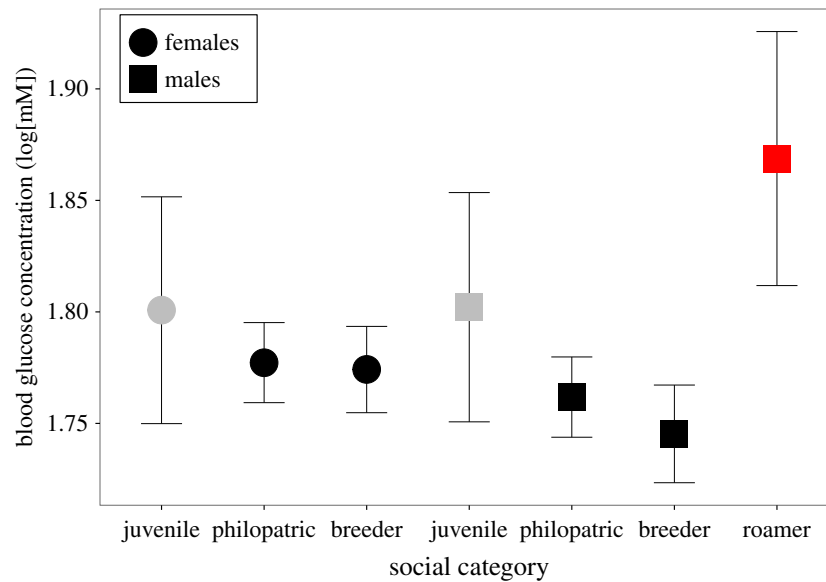 females
males
blood glucose concentration (log[mM])
1.90
1.85
1.80
1.75
juvenile philopatric breeder juvenile philopatric breeder roamer
social category